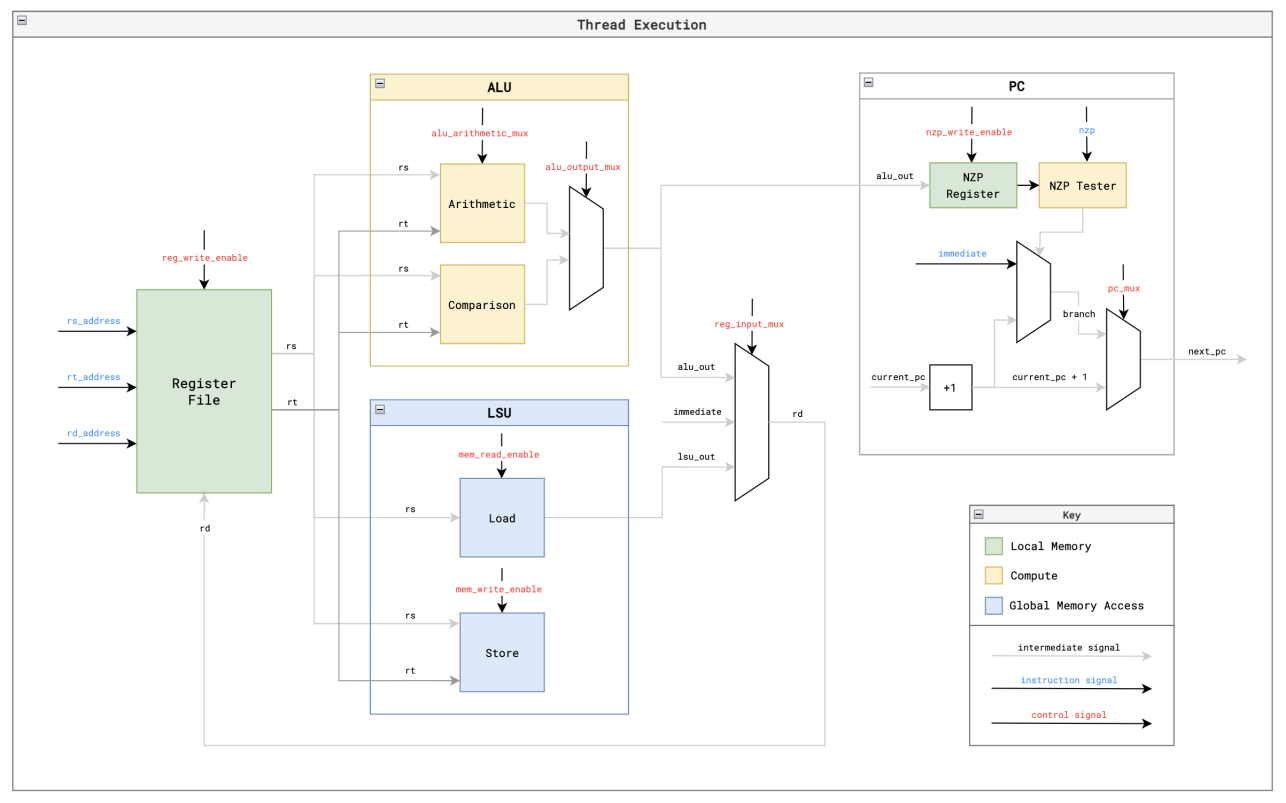 Thread Execution
ALU
alu_arithmetic_mux
alu_output_mux
rs
Arithmetic
rt
rs
Comparison
rt
reg_write_enable
rs_address
rt_address
rd_address
Register
File
rs
rt
rd
LSU
mem_read_enable
rs
Load
mem_write_enable
rs
Store
rt
reg_input_mux
alu_out
immediate
lsu_out
rd
PC
nzp_write_enable
nzp
alu_out
NZP
Register
NZP Tester
immediate
pc_mux
branch
next_pc
current_pc
+1
current_pc + 1
Key
Local Memory
Compute
Global Memory Access
intermediate signal
instruction signal
control signal